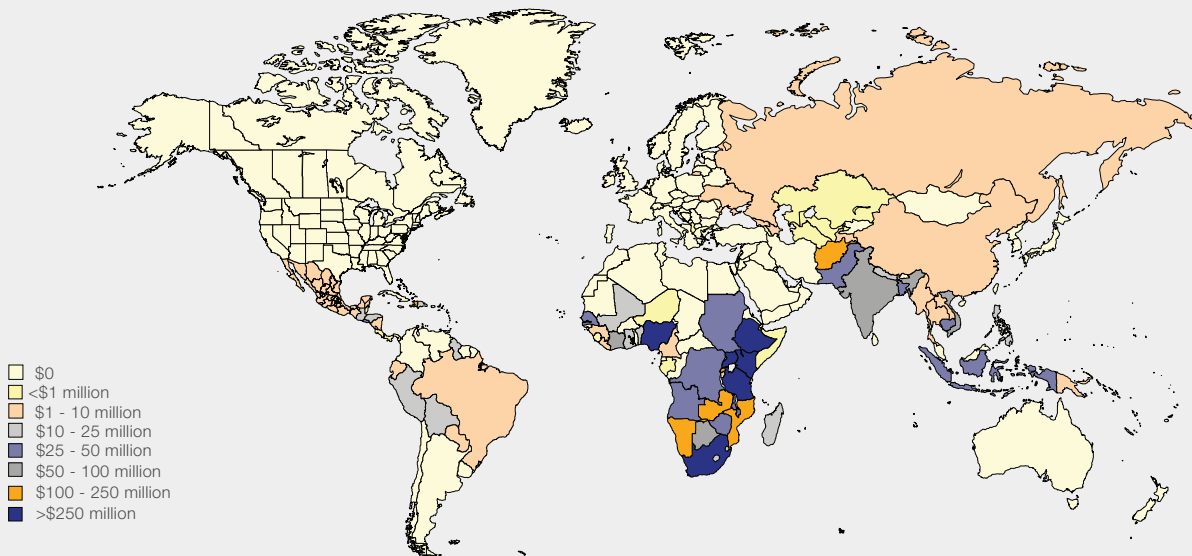 $0
<$1 million
$1 - 10 million
$10 - 25 million
$25 - 50 million
$50 - 100 million
$100 - 250 million
>$250 million